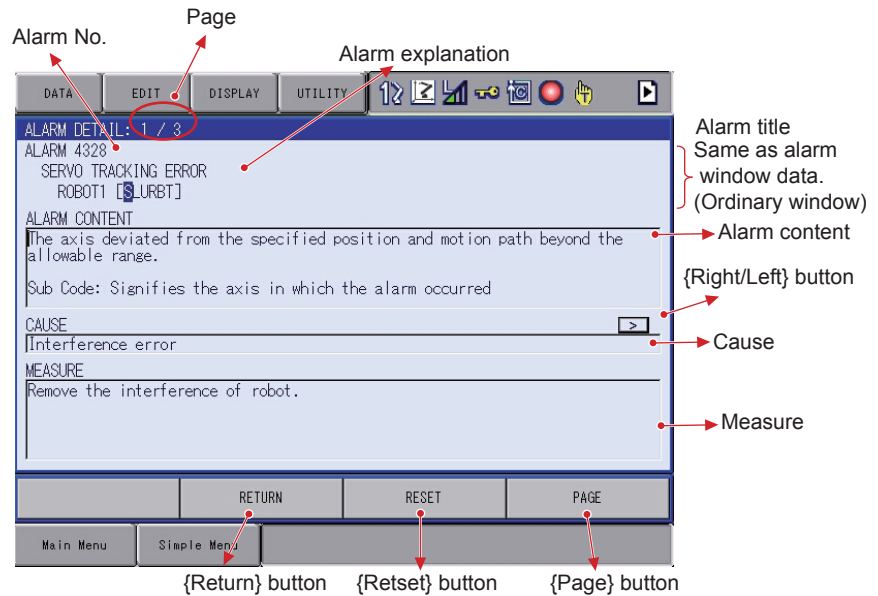 Page
Alarm No.
Alarm explanation
DATA
EDIT
DISPLAY
UTILITY
ALARM DETAIL: 1 / 3
ALARM 4328
SERVO TRACKING ERROR
ROBOT1 [SLURBT]
Alarm title
Same as alarm
window data.
(Ordinary window)
ALARM CONTENT
The axis deviated from the specified position and motion path beyond the
allowable range.
Sub Code: Signifies the axis in which the alarm occurred
Alarm content
{Right/Left} button
CAUSE
>
Interference error
Cause
MEASURE
Remove the interference of robot.
Measure
RETURN
RESET
PAGE
Main Menu
Simple Menu
{Return} button
{Retset} button
{Page} button